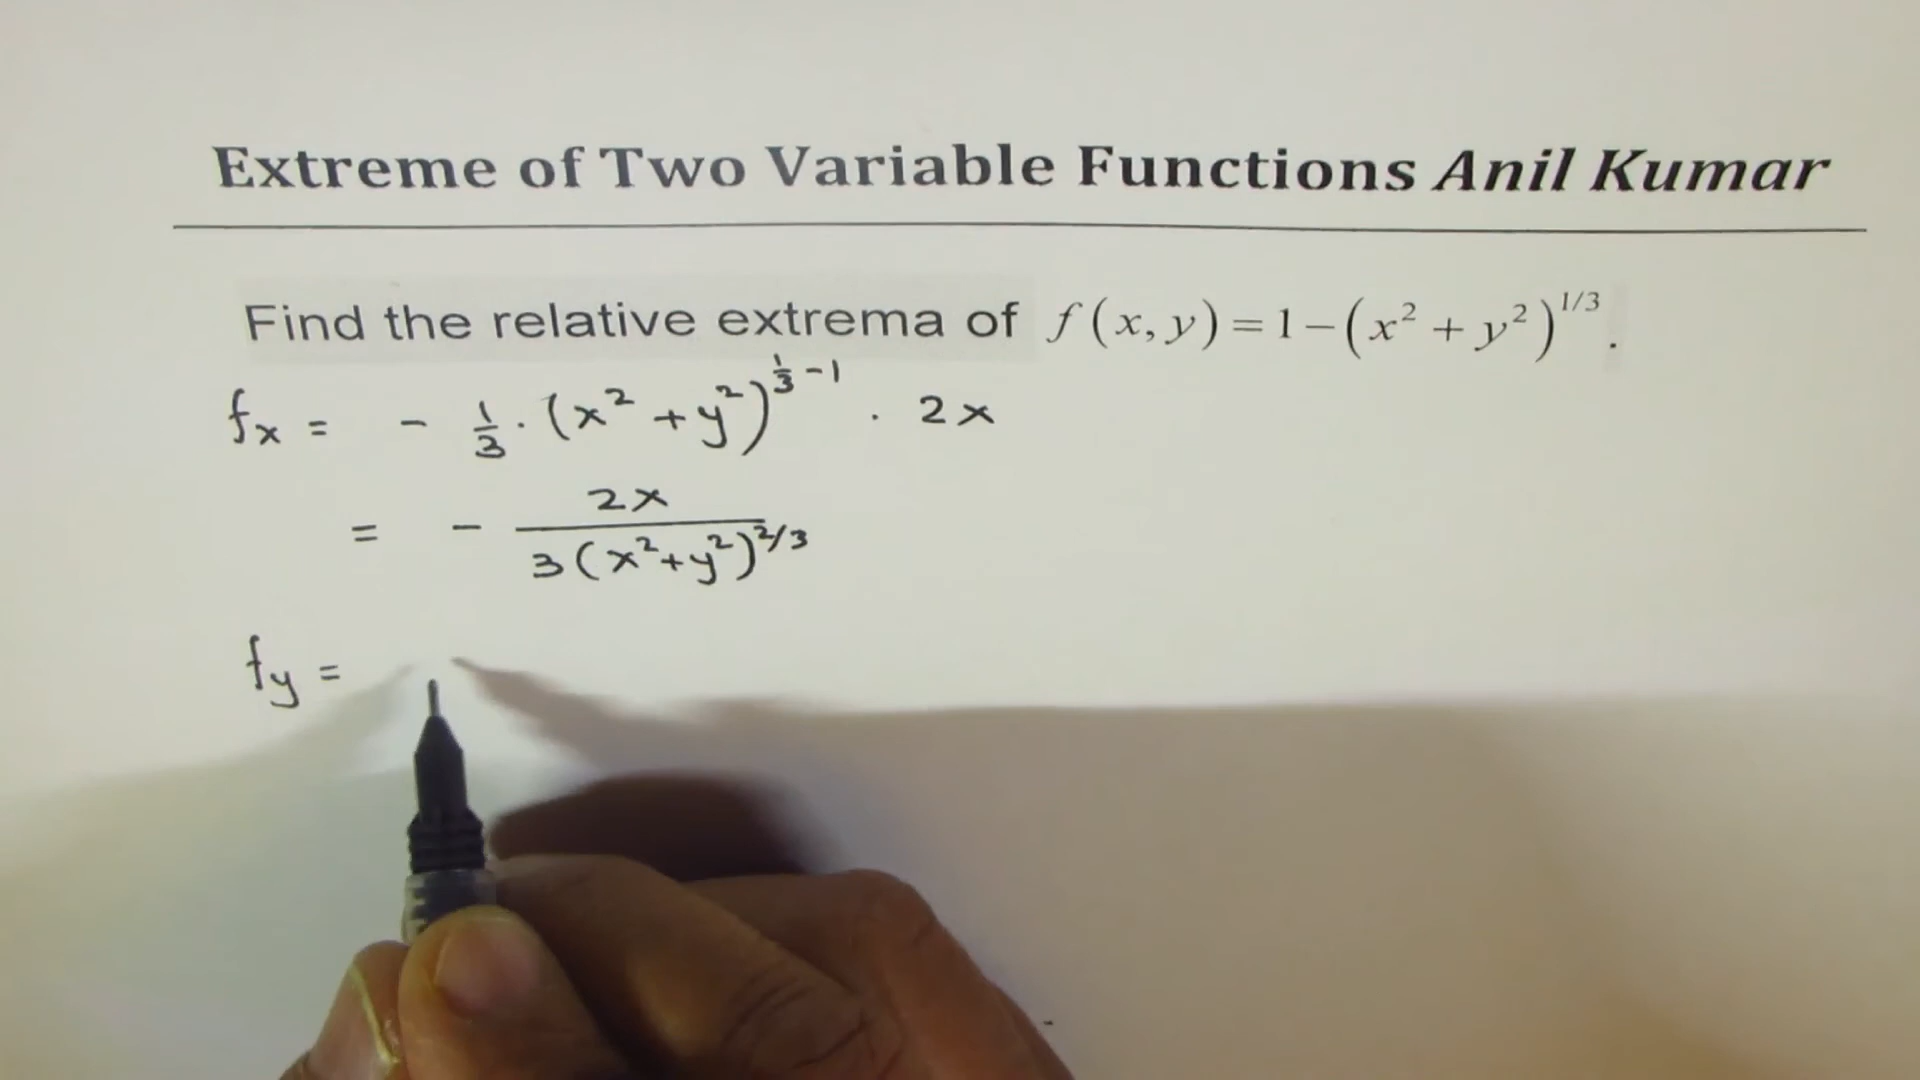 Extreme of Two Variable Functions Anil Kumar
Find the relative extrema of f(x, y) = 1 − (x² + y²)^1/3 .
fx = - 1/3 · (x² + y²)^1/3 - 1 · 2x
= - 2x / 3(x² + y²)^2/3
fy =